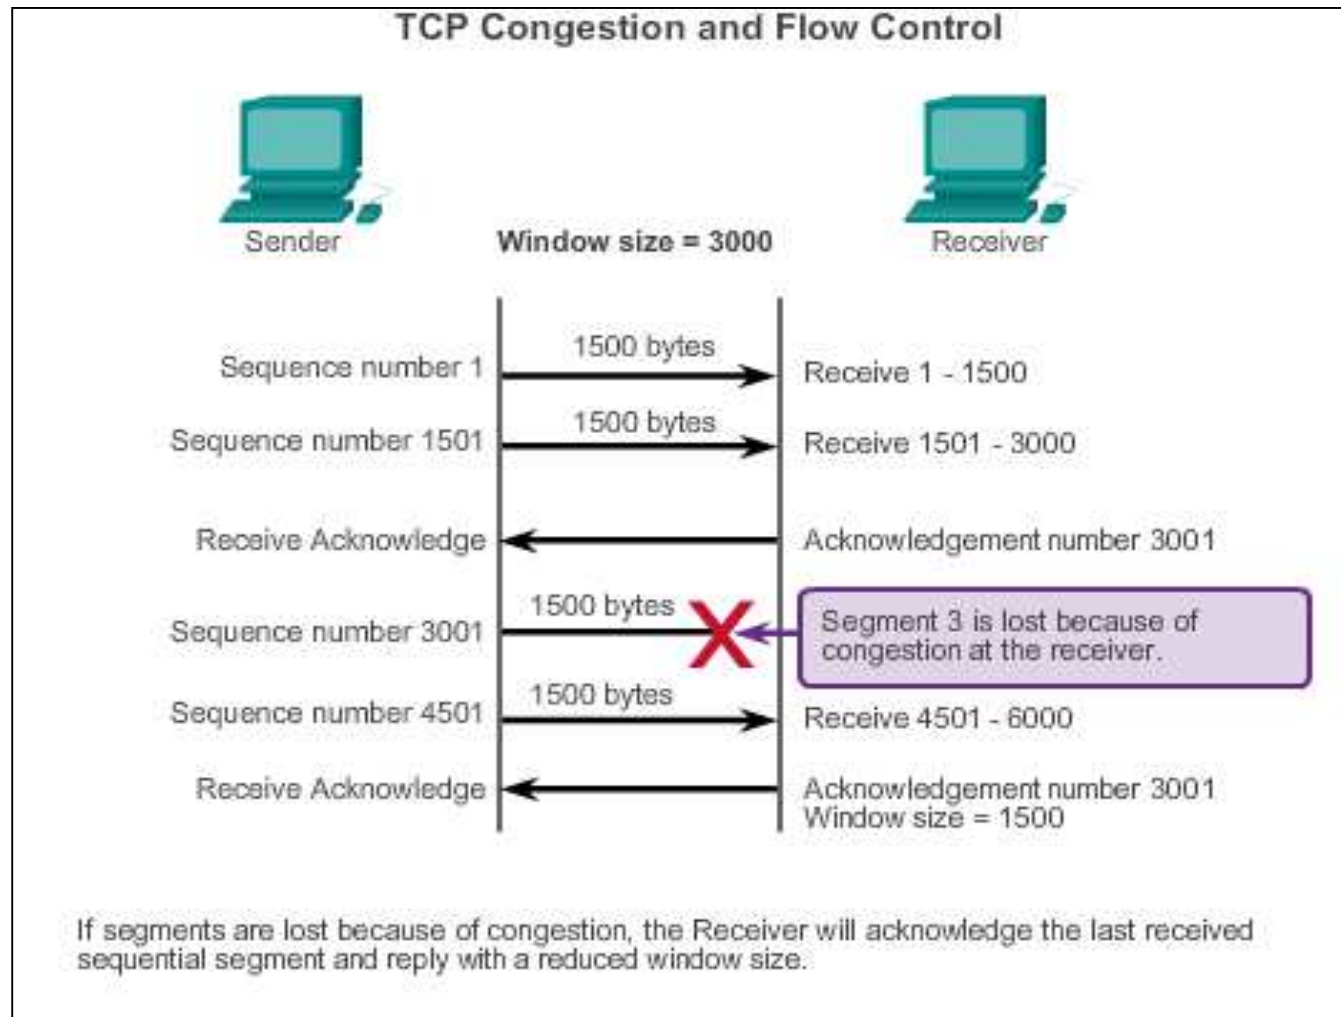 TCP Congestion and Flow Control
Sender
Window size = 3000
Receiver
Sequence number 1
1500 bytes
Receive 1 - 1500
Sequence number 1501
1500 bytes
Receive 1501 - 3000
Receive Acknowledge
Acknowledgement number 3001
Sequence number 3001
1500 bytes
Segment 3 is lost because of
congestion at the receiver.
Sequence number 4501
1500 bytes
Receive 4501 - 6000
Receive Acknowledge
Acknowledgement number 3001
Window size = 1500
If segments are lost because of congestion, the Receiver will acknowledge the last received
sequential segment and reply with a reduced window size.